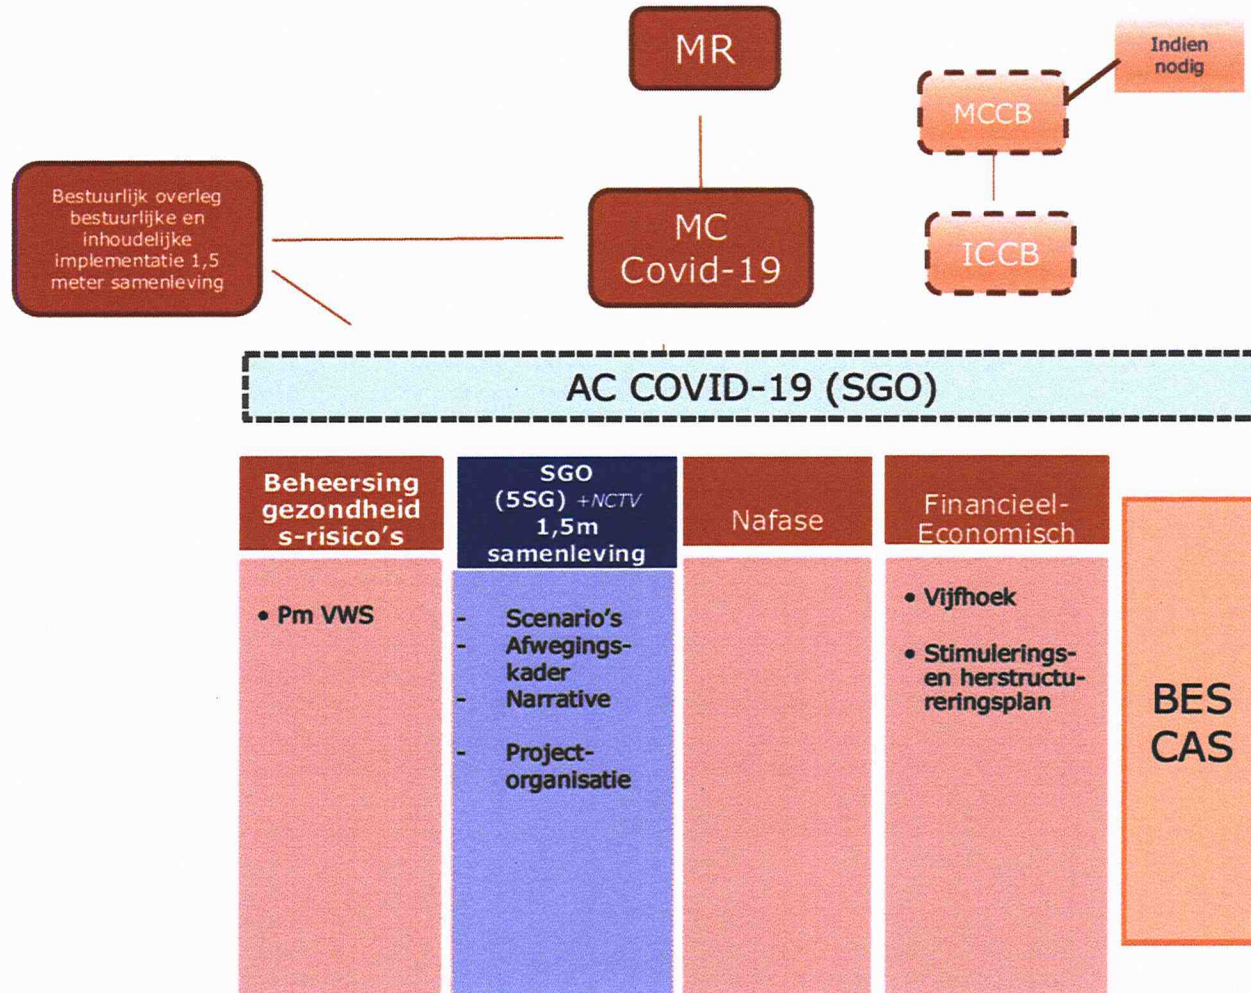 MR
Indien
nodig
MCCB
Bestuurlijk overleg
bestuurlijke en
inhoudelijke
implementatie 1,5
meter samenleving
MC
Covid-19
ICCB
AC COVID-19 (SGO)
Beheersing
gezondheid
s-risico's
• Pm VWS
SGO
(5SG) +NCTV
1,5m
samenleving
- Scenario's
- Afwegings-
kader
- Narrative
- Project-
organisatie
Nafase
Financieel-
Economisch
• Vijfhoek
• Stimulerings-
en herstructu-
reringsplan
BES
CAS